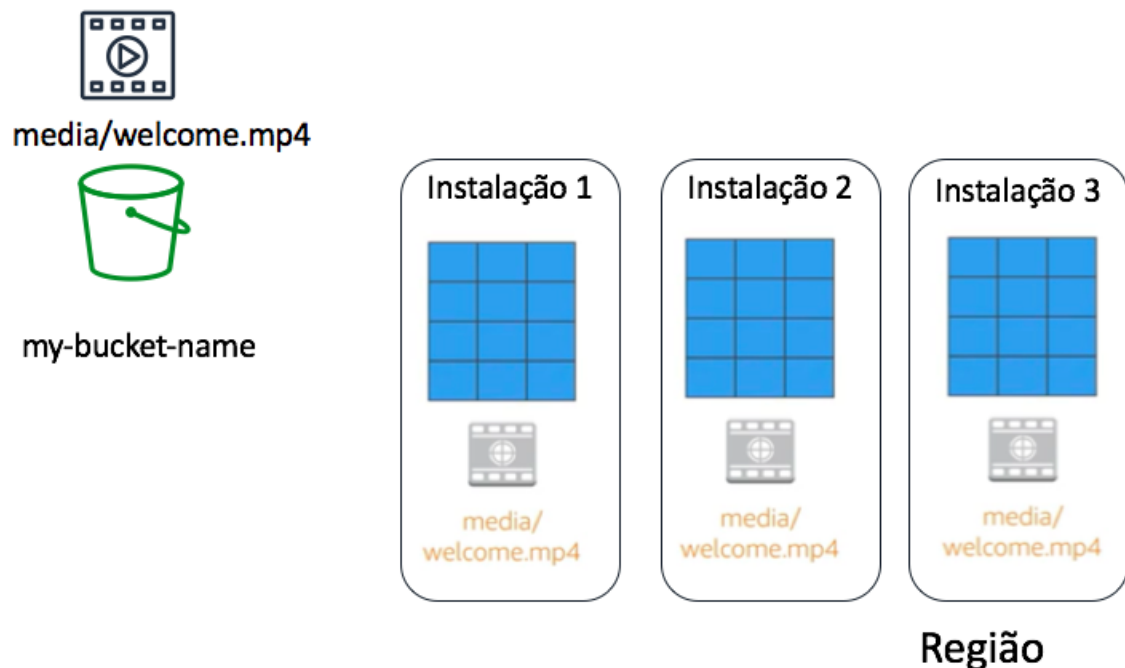 media/welcome.mp4
my-bucket-name
Instalação 1
media/
welcome.mp4
Instalação 2
media/
welcome.mp4
Instalação 3
media/
welcome.mp4
Região